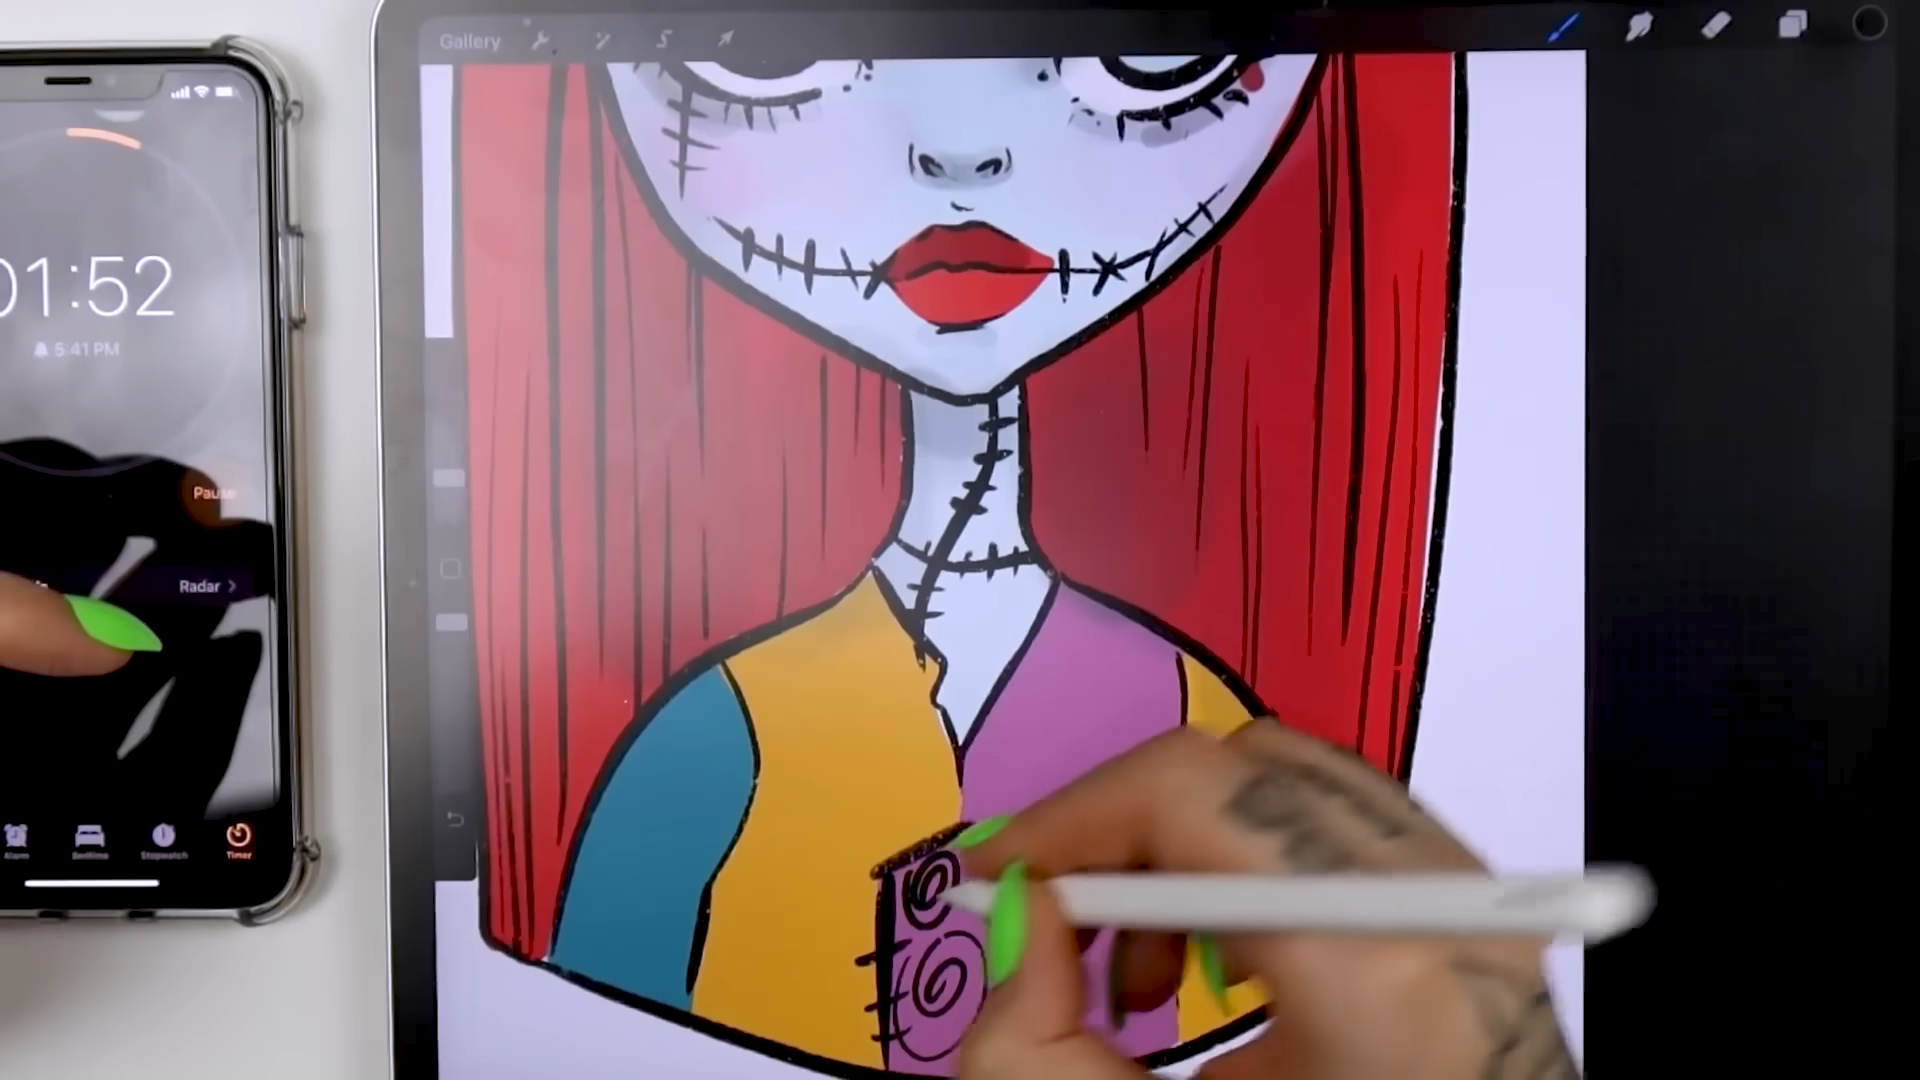 Gallery
01:52
5:41 PM
Pause
Radar
Alarm
Bedtime
Stopwatch
Timer